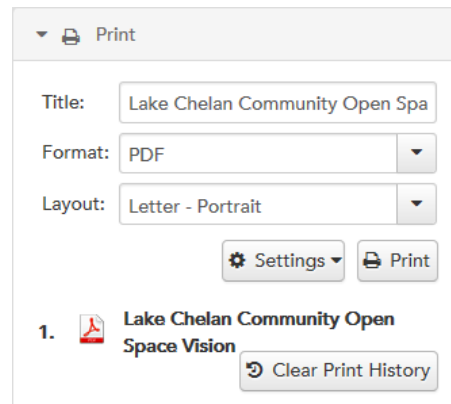 Print
Title: Lake Chelan Community Open Spa
Format: PDF
Layout: Letter - Portrait
Settings Print
1. Lake Chelan Community Open
Space Vision
Clear Print History